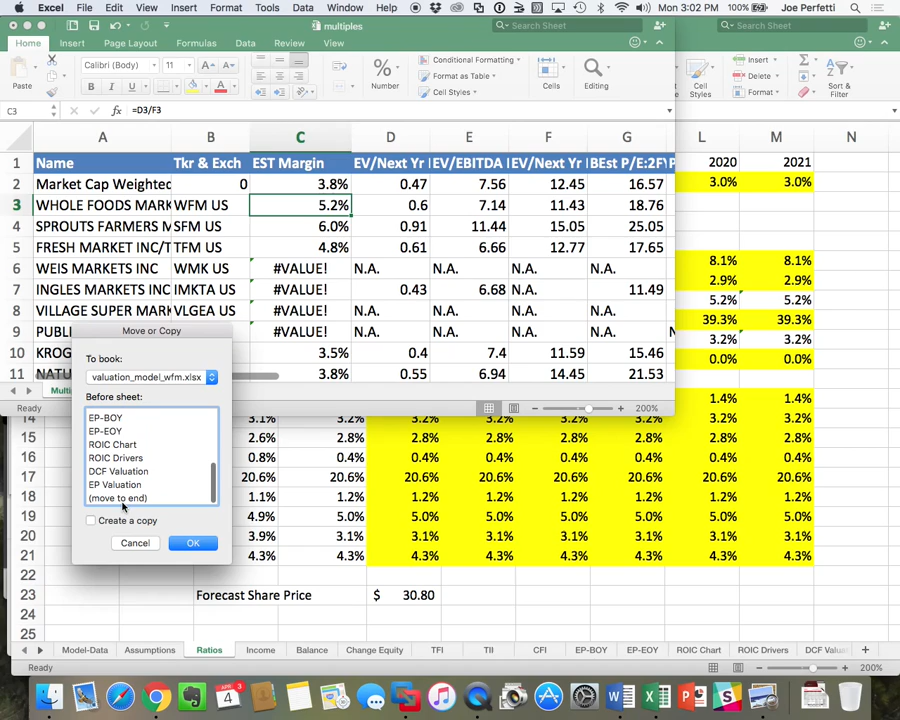 Excel File Edit View Insert Format Tools Data Window Help Mon 3:02 PM 100% Joe Perfetti
multiples
Search Sheet
Search Sheet
Home Insert Page Layout Formulas Data Review View
Calibri (Body) 11
Conditional Formatting
Format as Table
Cell Styles
Paste
Number
Cells
Editing
Cell Styles
Insert
Delete
Format
Sort & Filter
C3 fx =D3/F3
A B C D E F G L M N
1 Name Tkr & Exch EST Margin EV/Next Yr EV/EBITDA EV/Next Yr BEst P/E:2FY 2020 2021
2 Market Cap Weighted 0 3.8% 0.47 7.56 12.45 16.57 3.0% 3.0%
3 WHOLE FOODS MARK WFM US 5.2% 0.6 7.14 11.43 18.76
4 SPROUTS FARMERS M SFM US 6.0% 0.91 11.44 15.05 25.05
5 FRESH MARKET INC/T TFM US 4.8% 0.61 6.66 12.77 17.65
6 WEIS MARKETS INC WMK US #VALUE! N.A. N.A. N.A. N.A. 8.1% 8.1%
7 INGLES MARKETS INC IMKTA US #VALUE! 0.43 6.68 N.A. 11.49 2.9% 2.9%
8 VILLAGE SUPER MARK VLGEA US #VALUE! N.A. N.A. N.A. N.A. 5.2% 5.2%
9 PUBLI #VALUE! N.A. N.A. N.A. N.A. 39.3% 39.3%
10 KROG 3.5% 0.4 7.4 11.59 15.46 3.2% 3.2%
11 NATU 3.8% 0.55 6.94 14.45 21.53 0.0% 0.0%
Multi
Ready 200%
1.4% 1.4%
14 3.1% 3.2% 3.2% 3.2% 3.2% 3.2% 3.2% 3.2%
15 2.6% 2.8% 2.8% 2.8% 2.8% 2.8% 2.8% 2.8%
16 0.8% 0.4% 0.4% 0.4% 0.4% 0.4% 0.4% 0.4%
17 20.6% 20.6% 20.6% 20.6% 20.6% 20.6% 20.6% 20.6%
18 1.1% 1.2% 1.2% 1.2% 1.2% 1.2% 1.2% 1.2%
19 4.9% 5.0% 5.0% 5.0% 5.0% 5.0% 5.0% 5.0%
20 3.9% 3.1% 3.1% 3.1% 3.1% 3.1% 3.1% 3.1%
21 4.3% 4.3% 4.3% 4.3% 4.3% 4.3% 4.3% 4.3%
22
23 Forecast Share Price $ 30.80
24
25
Move or Copy
To book:
valuation_model_wfm.xlsx
Before sheet:
EP-BOY
EP-EOY
ROIC Chart
ROIC Drivers
DCF Valuation
EP Valuation
(move to end)
Create a copy
Cancel OK
Model-Data Assumptions Ratios Income Balance Change Equity TFI TII CFI EP-BOY EP-EOY ROIC Chart ROIC Drivers DCF Valua
Ready 200%